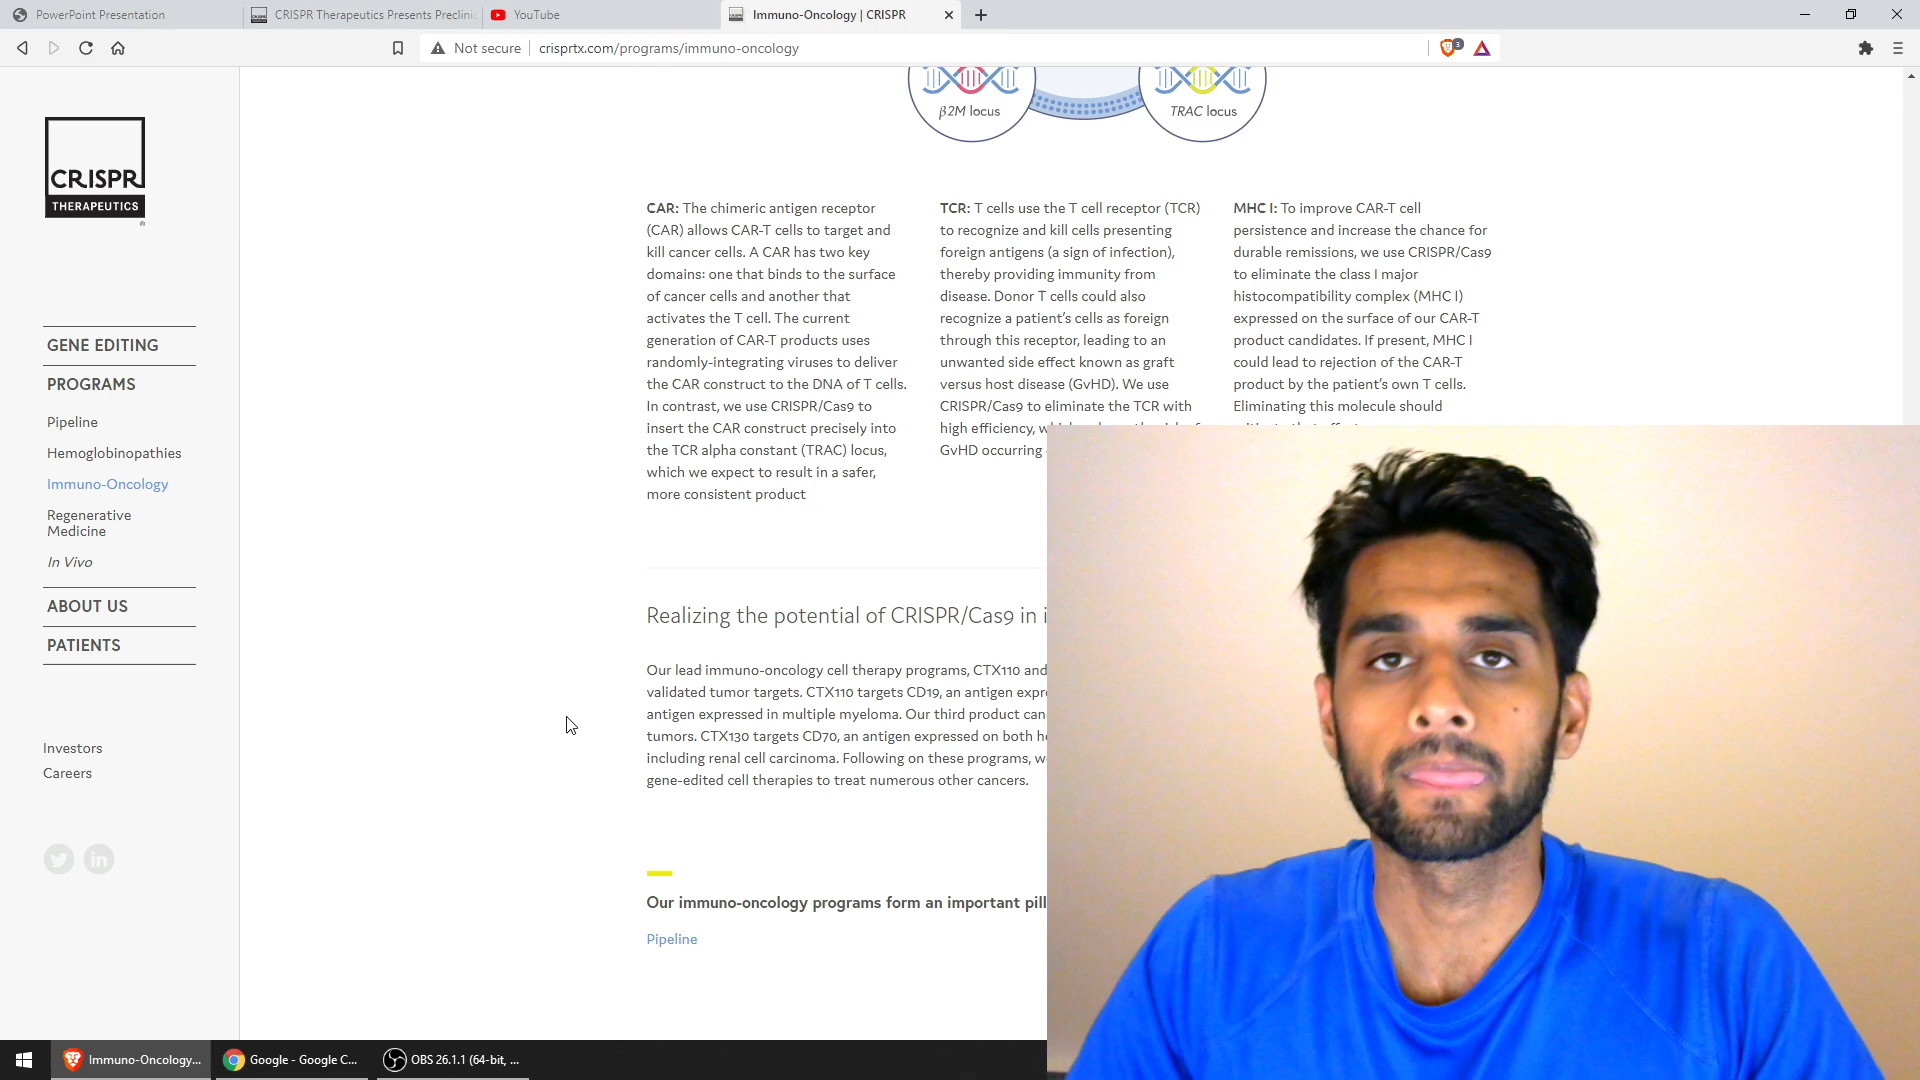 PowerPoint Presentation
CRISPR Therapeutics Presents Preclinic
YouTube
Immuno-Oncology | CRISPR
Not secure
crisprtx.com/programs/immuno-oncology
3
CRISPR
THERAPEUTICS
GENE EDITING
PROGRAMS
Pipeline
Hemoglobinopathies
Immuno-Oncology
Regenerative
Medicine
In Vivo
ABOUT US
PATIENTS
Investors
Careers
β2M locus
TRAC locus
CAR: The chimeric antigen receptor
(CAR) allows CAR-T cells to target and
kill cancer cells. A CAR has two key
domains: one that binds to the surface
of cancer cells and another that
activates the T cell. The current
generation of CAR-T products uses
randomly-integrating viruses to deliver
the CAR construct to the DNA of T cells.
In contrast, we use CRISPR/Cas9 to
insert the CAR construct precisely into
the TCR alpha constant (TRAC) locus,
which we expect to result in a safer,
more consistent product
TCR: T cells use the T cell receptor (TCR)
to recognize and kill cells presenting
foreign antigens (a sign of infection),
thereby providing immunity from
disease. Donor T cells could also
recognize a patient's cells as foreign
through this receptor, leading to an
unwanted side effect known as graft
versus host disease (GvHD). We use
CRISPR/Cas9 to eliminate the TCR with
high efficiency,
GvHD occurring
MHC I: To improve CAR-T cell
persistence and increase the chance for
durable remissions, we use CRISPR/Cas9
to eliminate the class I major
histocompatibility complex (MHC I)
expressed on the surface of our CAR-T
product candidates. If present, MHC I
could lead to rejection of the CAR-T
product by the patient's own T cells.
Eliminating this molecule should
Realizing the potential of CRISPR/Cas9 in i
Our lead immuno-oncology cell therapy programs, CTX110 and
validated tumor targets. CTX110 targets CD19, an antigen expre
antigen expressed in multiple myeloma. Our third product can
tumors. CTX130 targets CD70, an antigen expressed on both he
including renal cell carcinoma. Following on these programs, w
gene-edited cell therapies to treat numerous other cancers.
Our immuno-oncology programs form an important pill
Pipeline
Immuno-Oncology...
Google - Google C...
OBS 26.1.1 (64-bit, ...